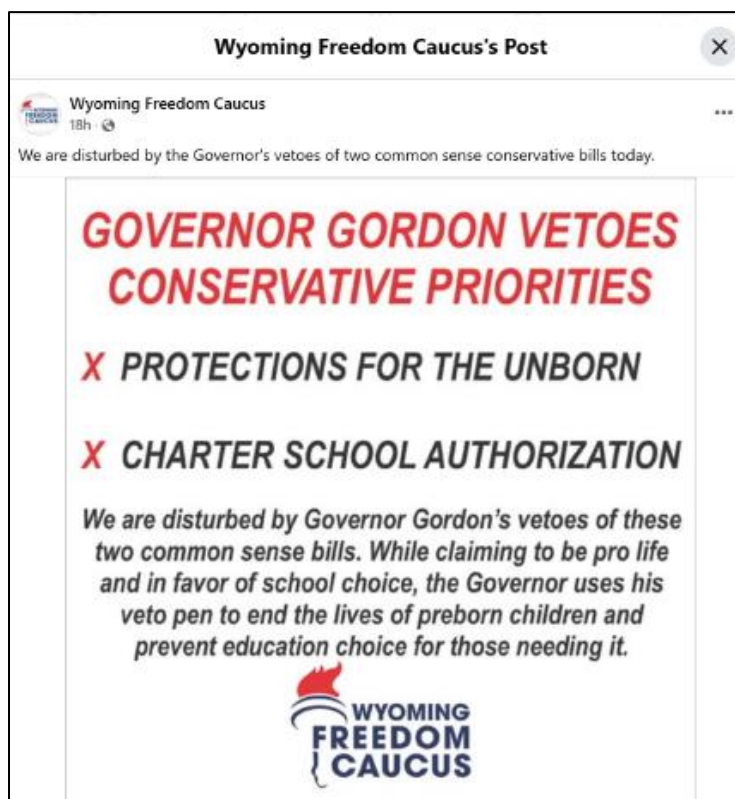 Wyoming Freedom Caucus's Post
Wyoming Freedom Caucus
18h ·
We are disturbed by the Governor's vetoes of two common sense conservative bills today.
GOVERNOR GORDON VETOES
CONSERVATIVE PRIORITIES
X PROTECTIONS FOR THE UNBORN
X CHARTER SCHOOL AUTHORIZATION
We are disturbed by Governor Gordon's vetoes of these
two common sense bills. While claiming to be pro life
and in favor of school choice, the Governor uses his
veto pen to end the lives of preborn children and
prevent education choice for those needing it.
WYOMING
FREEDOM
CAUCUS